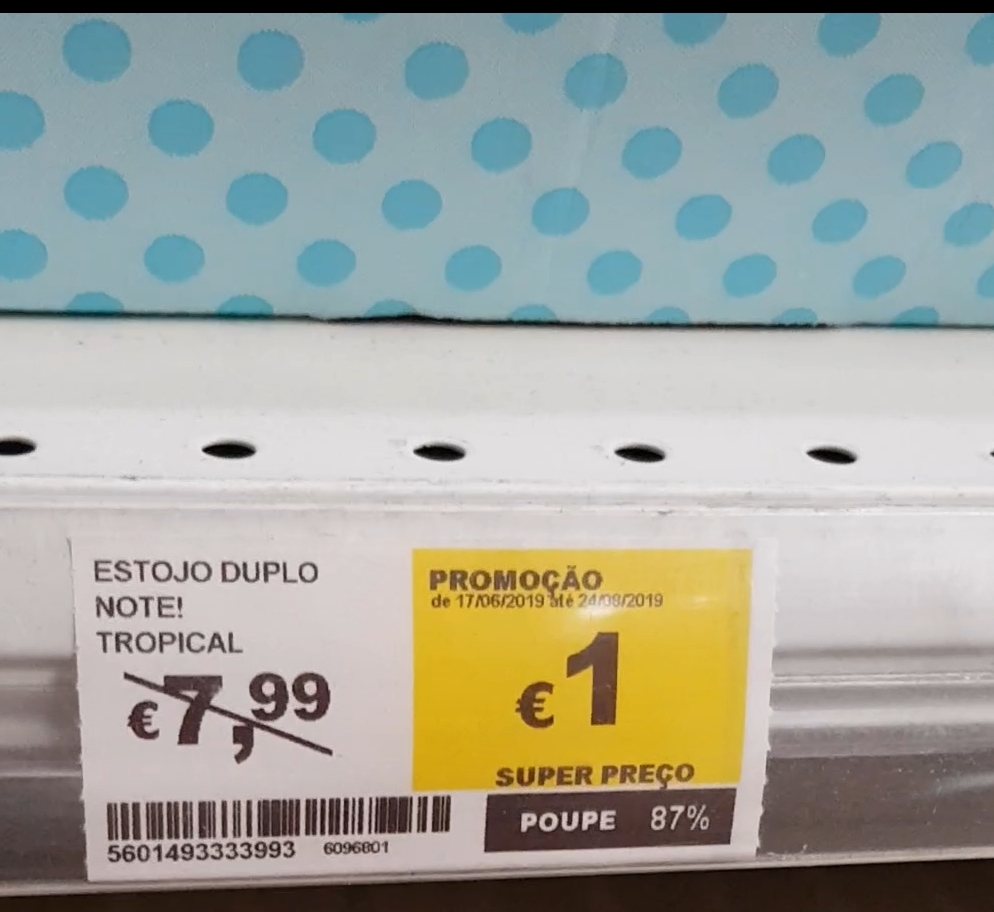 ESTOJO DUPLO
NOTE!
TROPICAL
€7,99
5601493333993 6096801
PROMOÇÃO
de 17/06/2019 até 24/08/2019
€1
SUPER PREÇO
POUPE 87%